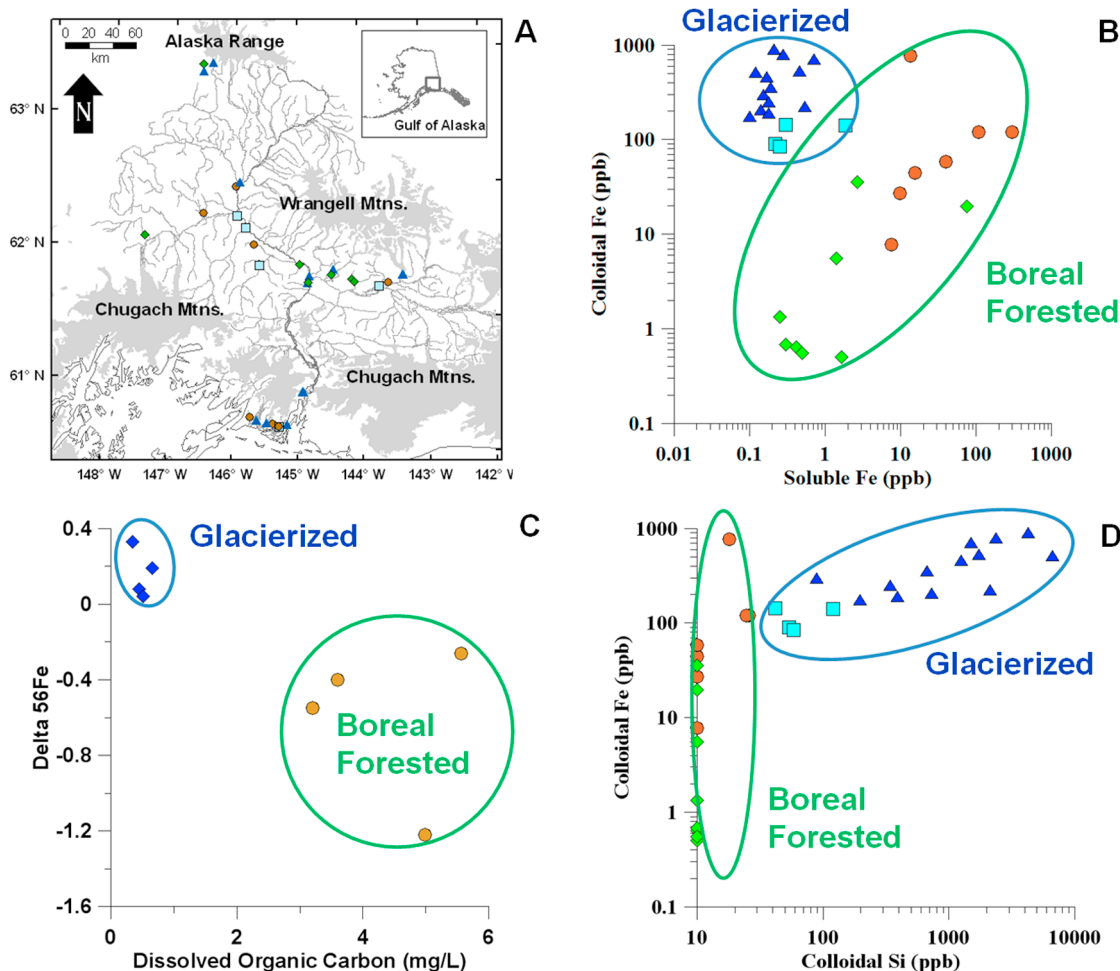 0 20 40 60
km
Alaska Range
A
N
Gulf of Alaska
63° N
62° N
61° N
Wrangell Mtns.
Chugach Mtns.
Chugach Mtns.
148° W
147° W
146° W
145° W
144° W
143° W
142° W
Glacierized
B
Colloidal Fe (ppb)
1000
100
10
1
0.1
Boreal
Forested
0.01
0.1
1
10
100
1000
Soluble Fe (ppb)
C
Glacierized
Delta 56Fe
0.4
0
-0.4
-0.8
-1.2
-1.6
Boreal
Forested
0
2
4
6
Dissolved Organic Carbon (mg/L)
D
Colloidal Fe (ppb)
1000
100
10
1
0.1
Glacierized
Boreal
Forested
10
100
1000
10000
Colloidal Si (ppb)